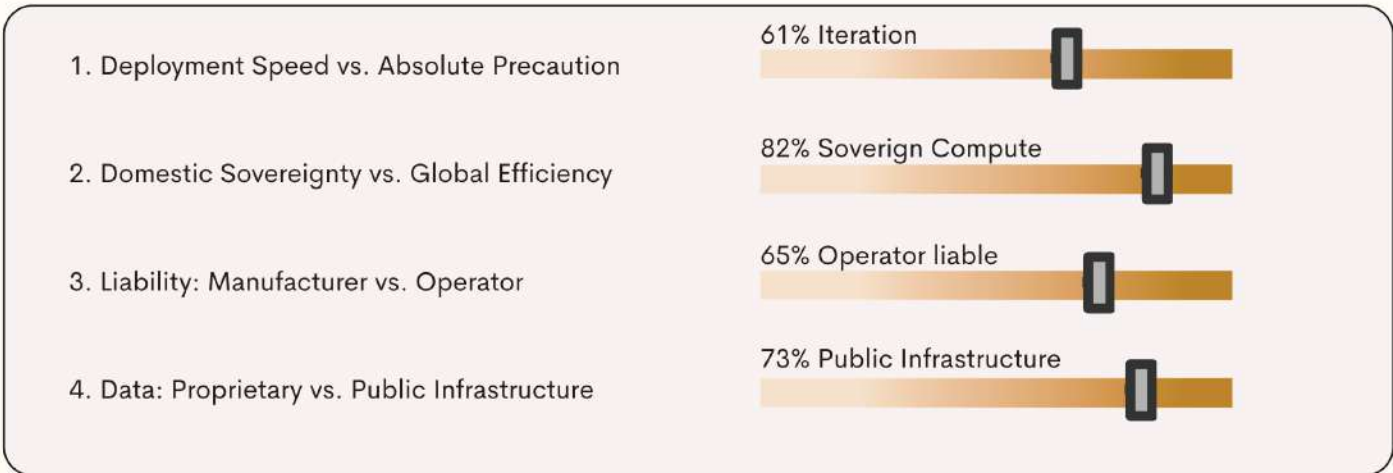 61% Iteration
1. Deployment Speed vs. Absolute Precaution
82% Soverign Compute
2. Domestic Sovereignty vs. Global Efficiency
65% Operator liable
3. Liability: Manufacturer vs. Operator
73% Public Infrastructure
4. Data: Proprietary vs. Public Infrastructure